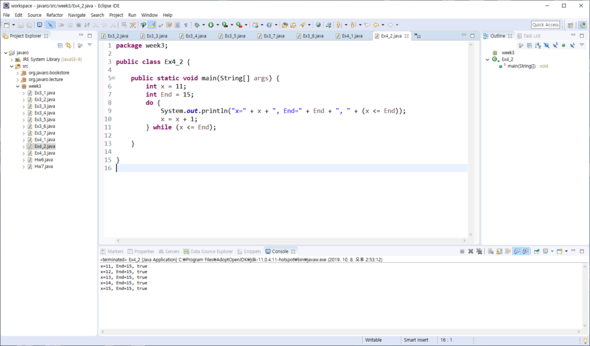 workspace - javaro/src/week3/Ex4_2.java - Eclipse IDE
File Edit Source Refactor Navigate Search Project Run Window Help
Quick Access
Project Explorer
Ex3_2.java Ex3_3.java Ex3_4.java Ex3_5.java Ex3_7.java Ex3_6.java Ex4_1.java Ex4_2.java
Outline Task List
javaro
JRE System Library [JavaSE-9]
src
org.javaro.bookstore
org.javaro.lecture
week3
Ex3_1.java
Ex3_2.java
Ex3_3.java
Ex3_4.java
Ex3_5.java
Ex3_6.java
Ex3_7.java
Ex4_1.java
Ex4_2.java
Ex4_3.java
Hw6.java
Hw7.java
1 package week3;
2
3 public class Ex4_2 {
4
5 public static void main(String[] args) {
6 int x = 11;
7 int End = 15;
8 do {
9 System.out.println("x=" + x + ", End=" + End + ", " + (x <= End));
10 x = x + 1;
11 } while (x <= End);
12
13 }
14
15 }
16
week3
Ex4_2
main(String[]) : void
Markers Properties Servers Data Source Explorer Snippets Console
<terminated> Ex4_2 [Java Application] C:₩Program Files₩AdoptOpenJDK₩jdk-11.0.4.11-hotspot₩bin₩javaw.exe (2019. 10. 8. 오후 2:53:12)
x=11, End=15, true
x=12, End=15, true
x=13, End=15, true
x=14, End=15, true
x=15, End=15, true
Writable Smart Insert 16 : 1